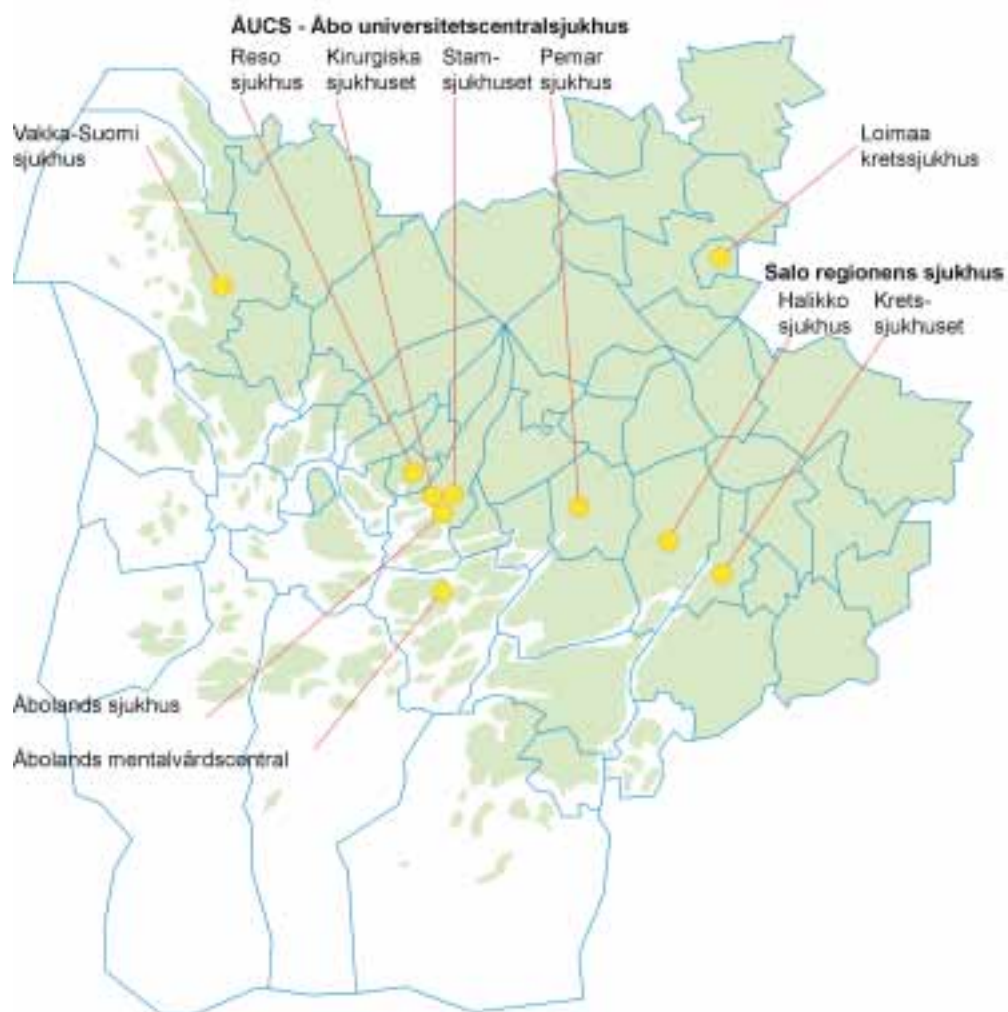 ÅUCS - Åbo universitetscentralsjukhus
Reso
sjukhus
Kirurgiska
sjukhuset
Stam-
sjukhuset
Pemar
sjukhus
Vakka-Suomi
sjukhus
Loimaa
kretssjukhus
Salo regionens sjukhus
Halikko
sjukhus
Krets-
sjukhuset
Åbolands sjukhus
Åbolands mentalvårdscentral